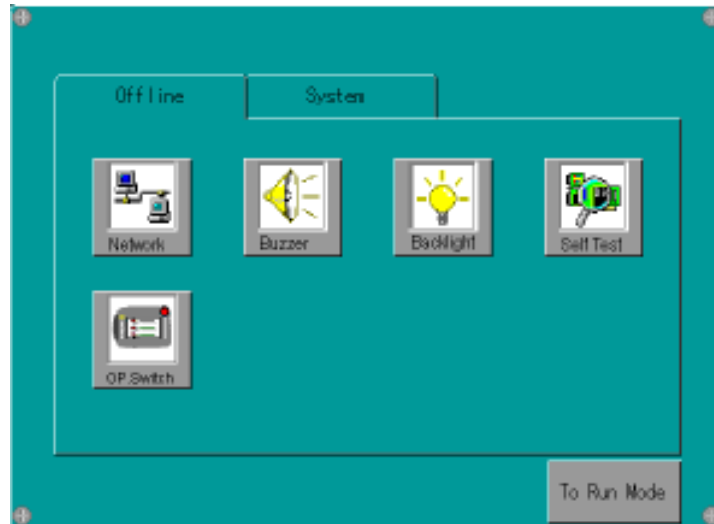 Offline
System
Network
Buzzer
Backlight
Self Test
OP.Switch
To Run Mode